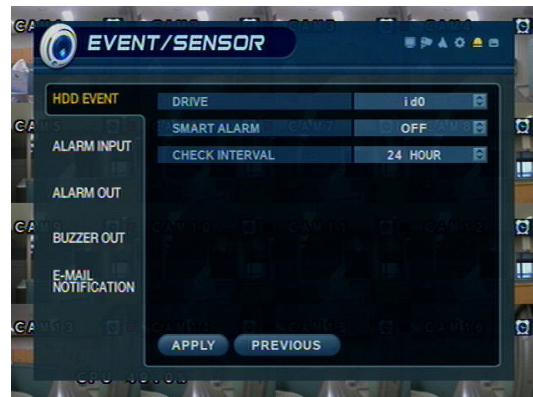 EVENT/SENSOR
HDD EVENT
DRIVE
id0
SMART ALARM
OFF
CHECK INTERVAL
24 HOUR
ALARM INPUT
ALARM OUT
BUZZER OUT
E-MAIL
NOTIFICATION
APPLY
PREVIOUS